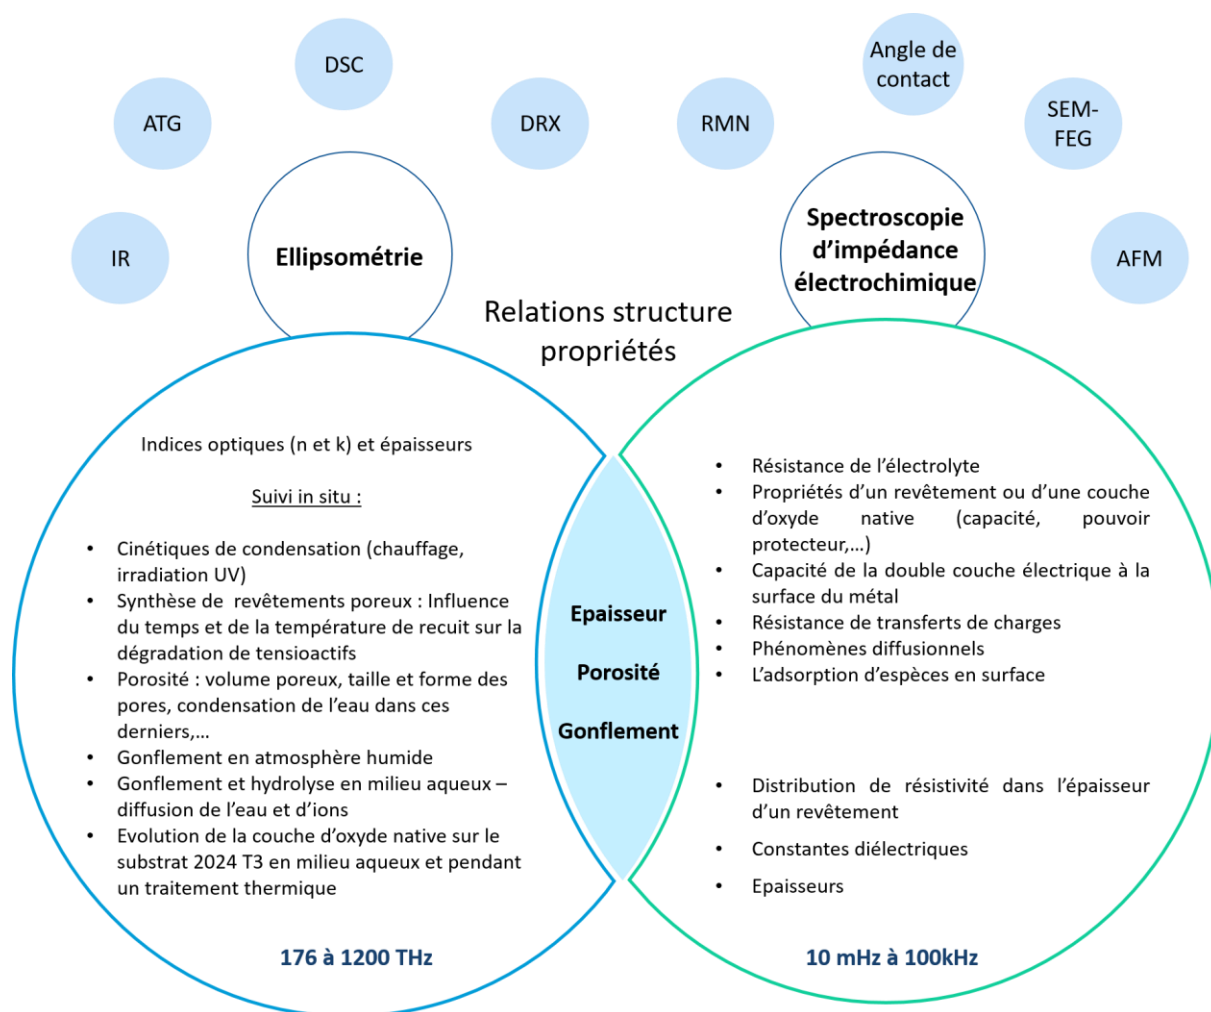 DSC
Angle de
contact
ATG
DRX
RMN
SEM-
FEG
IR
Ellipsométrie
Spectroscopie
d’impédance
électrochimique
AFM
Relations structure
propriétés
Indices optiques (n et k) et épaisseurs
Suivi in situ :
• Cinétiques de condensation (chauffage,
irradiation UV)
• Synthèse de revêtements poreux : Influence
du temps et de la température de recuit sur la
dégradation de tensioactifs
• Porosité : volume poreux, taille et forme des
pores, condensation de l’eau dans ces
derniers,...
• Gonflement en atmosphère humide
• Gonflement et hydrolyse en milieu aqueux –
diffusion de l’eau et d’ions
• Evolution de la couche d’oxyde native sur le
substrat 2024 T3 en milieu aqueux et pendant
un traitement thermique
176 à 1200 THz
Epaisseur
Porosité
Gonflement
• Résistance de l’électrolyte
• Propriétés d’un revêtement ou d’une couche
d’oxyde native (capacité, pouvoir
protecteur,...)
• Capacité de la double couche électrique à la
surface du métal
• Résistance de transferts de charges
• Phénomènes diffusionnels
• L’adsorption d’espèces en surface
• Distribution de résistivité dans l’épaisseur
d’un revêtement
• Constantes diélectriques
• Epaisseurs
10 mHz à 100kHz